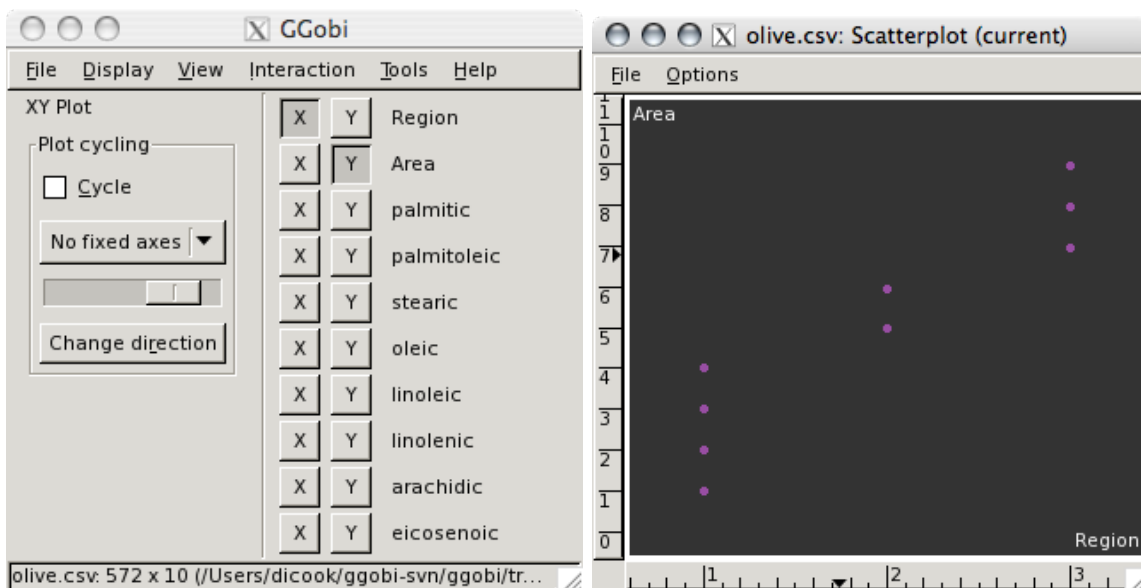 GGobi
File Display View Interaction Tools Help
XY Plot
Plot cycling
Cycle
No fixed axes
Change direction
X Y Region
X Y Area
X Y palmitic
X Y palmitoleic
X Y stearic
X Y oleic
X Y linoleic
X Y linolenic
X Y arachidic
X Y eicosenoic
olive.csv: 572 x 10 (/Users/dicook/ggobi-svn/ggobi/tr...
X olive.csv: Scatterplot (current)
File Options
Area
11
10
9
8
7
6
5
4
3
2
1
0
Region
1 2 3